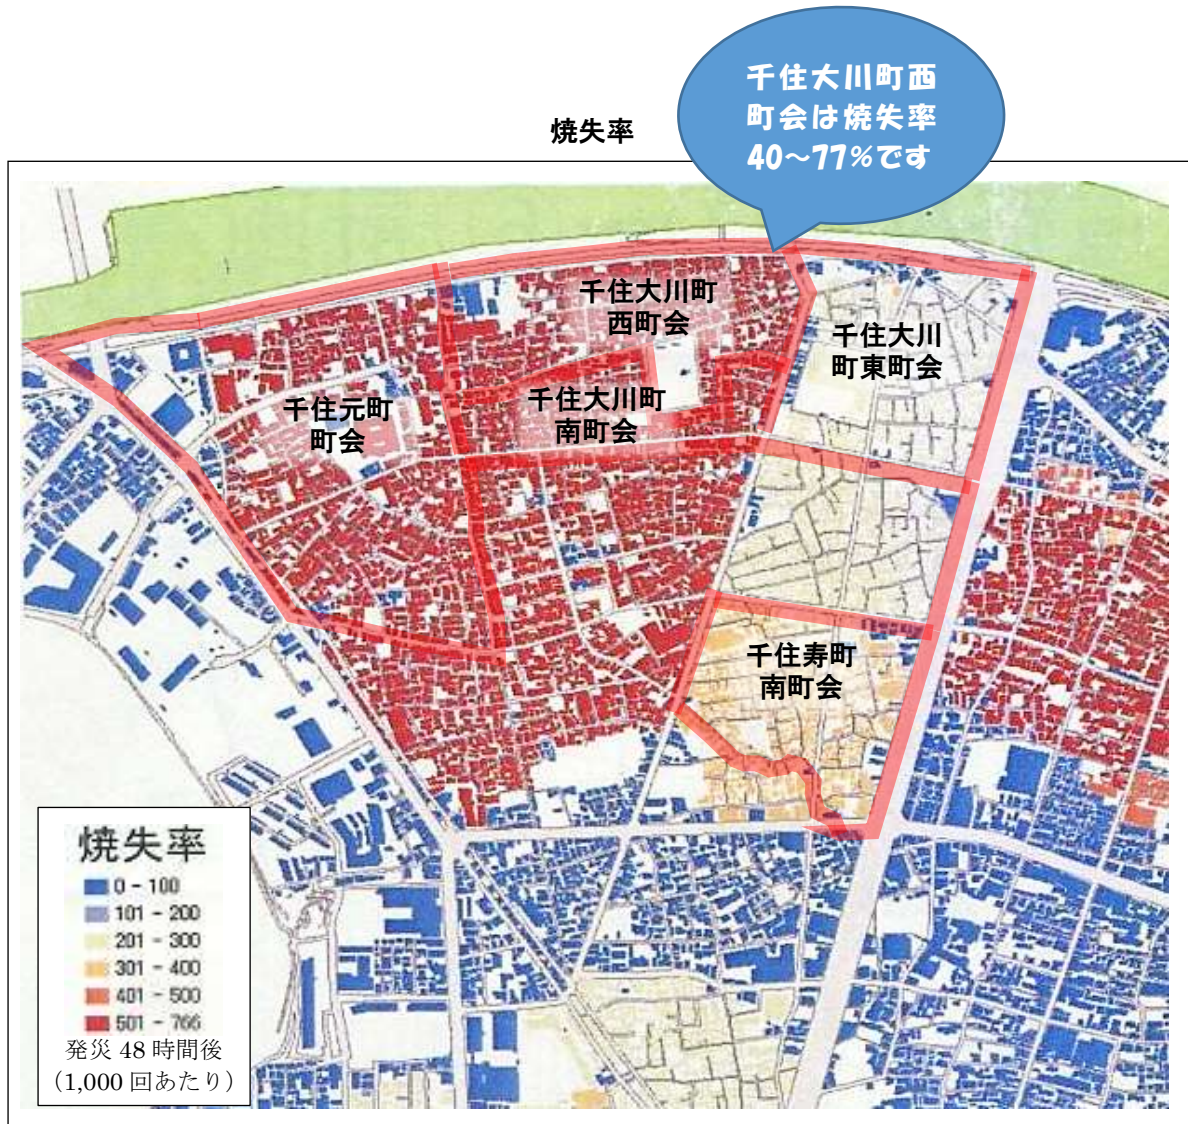 千住大川町西
町会は焼失率
40～77%です
焼失率
千住大川町
西町会
千住大川
町東町会
千住元町
町会
千住大川町
南町会
千住寿町
南町会
焼失率
0 - 100
101 - 200
201 - 300
301 - 400
401 - 500
501 - 766
発災 48 時間後
（1,000 回あたり）